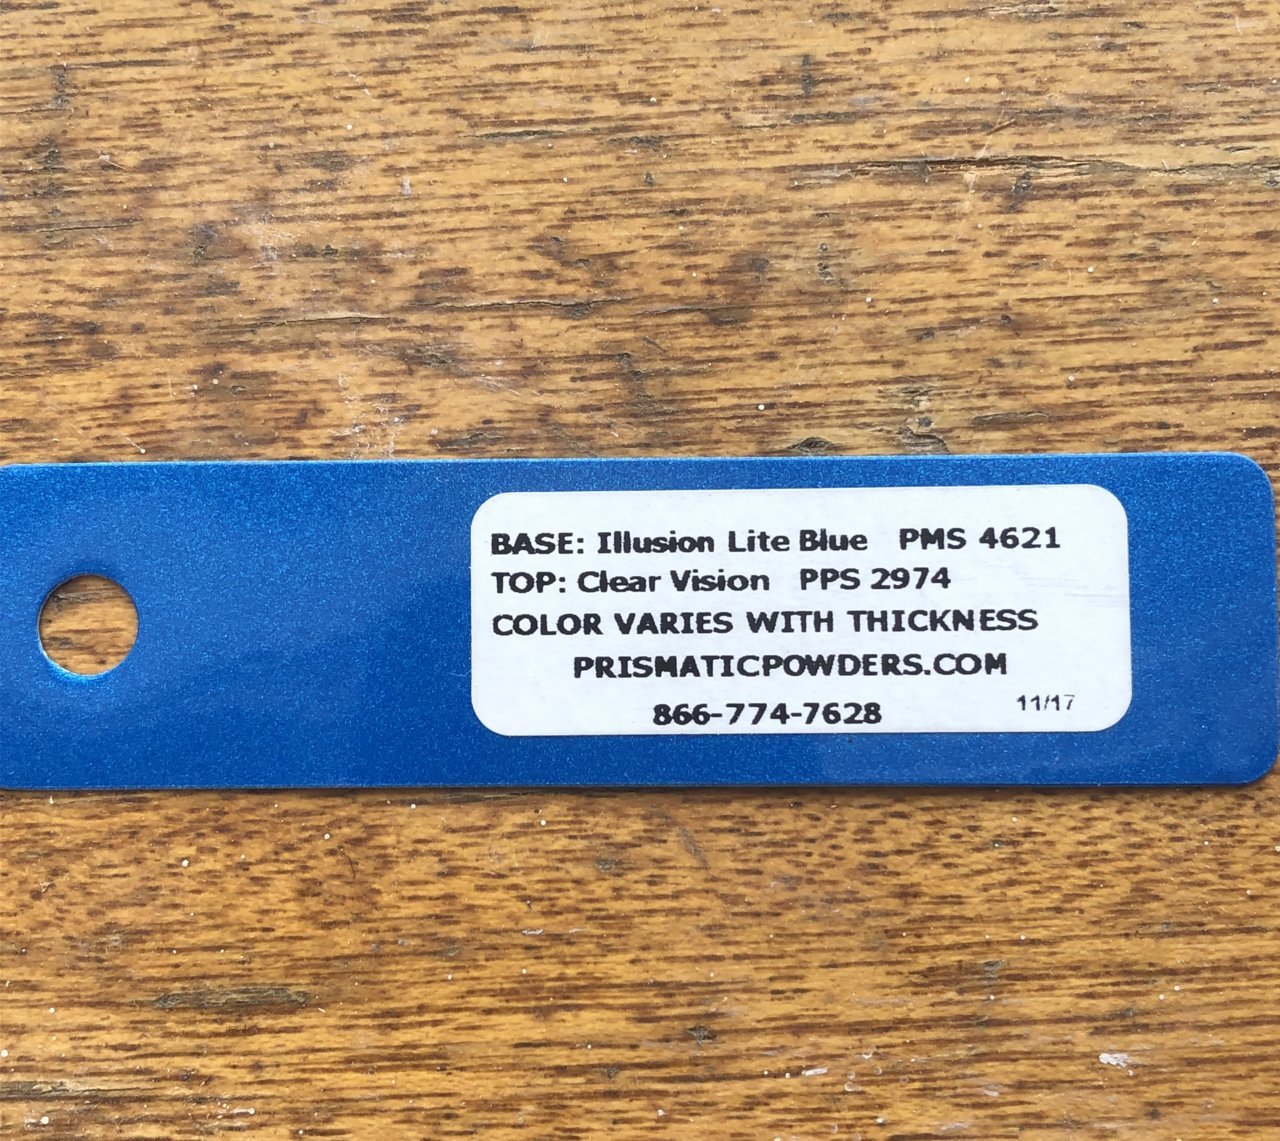 BASE: Illusion Lite Blue PMS 4621
TOP: Clear Vision PPS 2974
COLOR VARIES WITH THICKNESS
PRISMATICPOWDERS.COM
866-774-7628 11/17